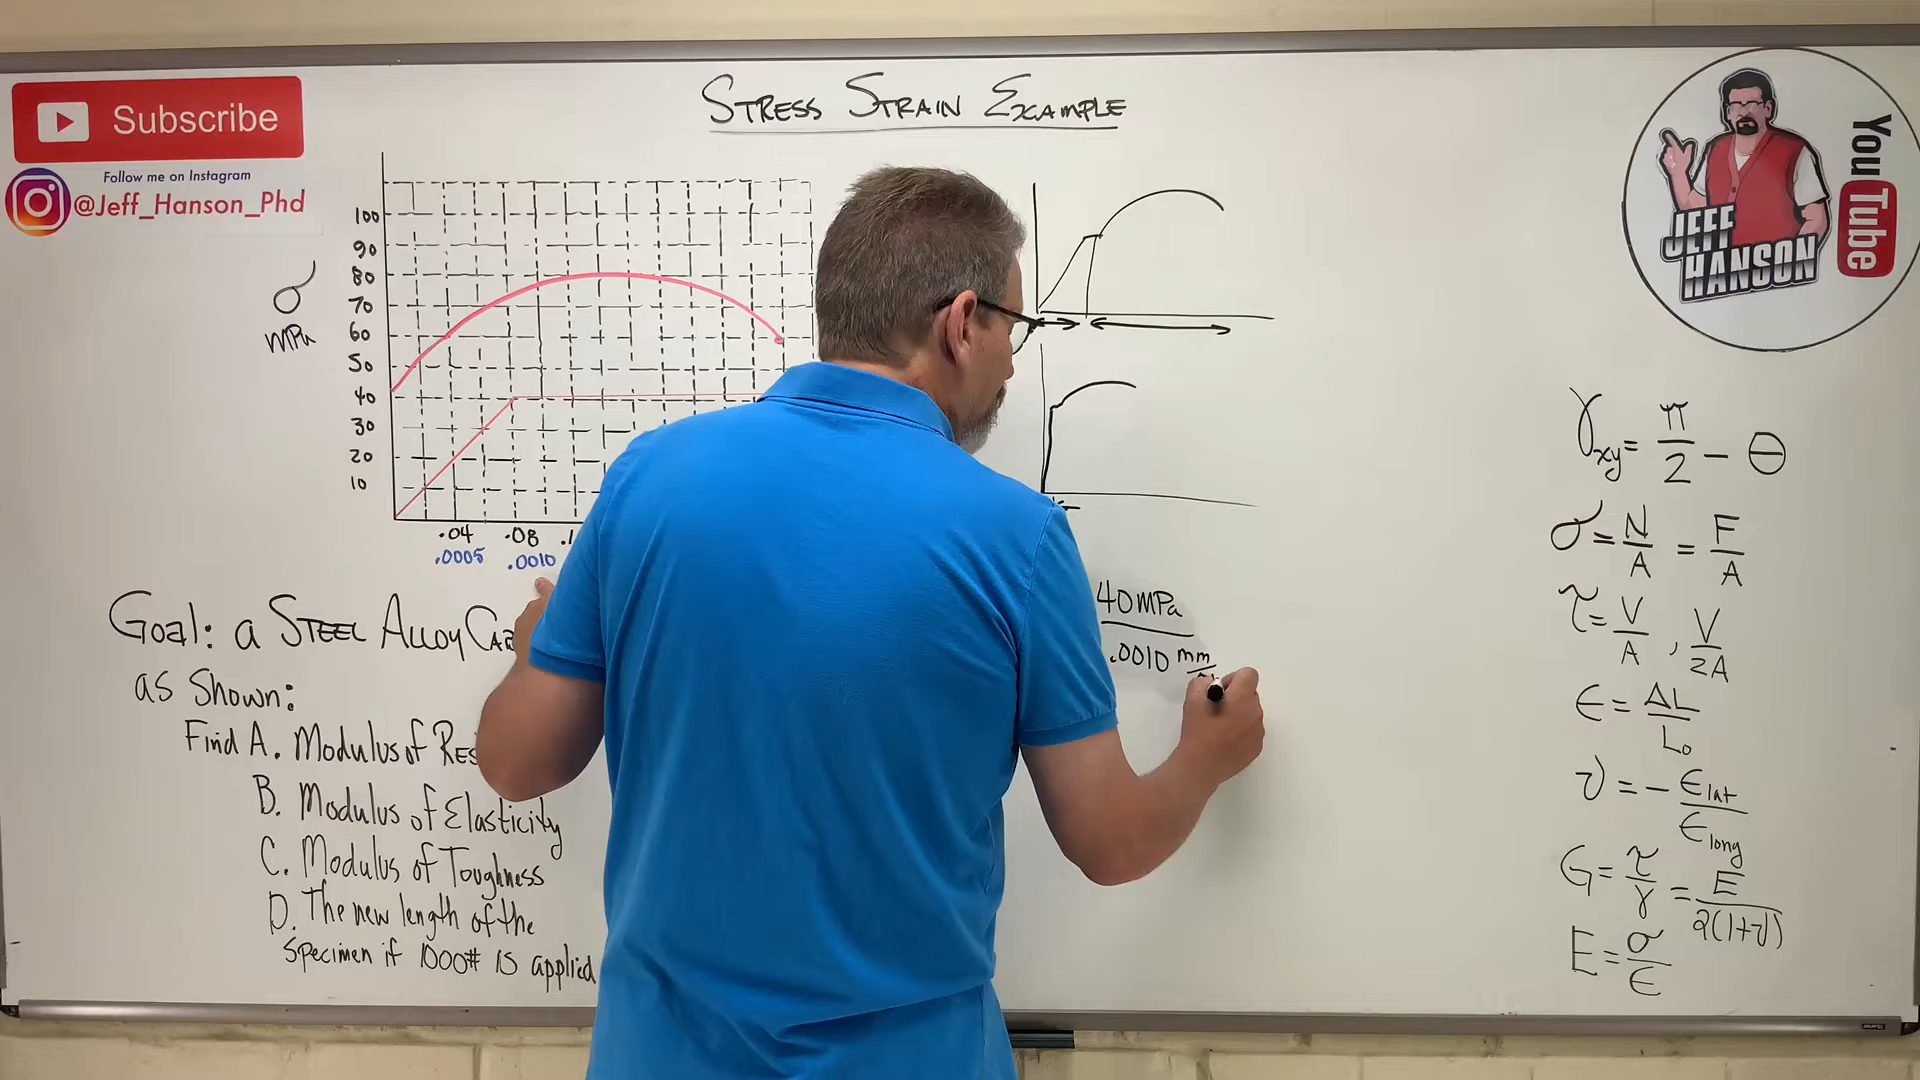 STRESS STRAIN EXAMPLE
Subscribe
Follow me on Instagram
@Jeff_Hanson_Phd
YouTube
JEFF
HANSON
σ
MPa
100
90
80
70
60
50
40
30
20
10
.04 .08
.0005 .0010
Goal: a STEEL ALLOY
as Shown:
Find A. Modulus of
B. Modulus of Elasticity
C. Modulus of Toughness
D. The new length of the
Specimen if 1000# is applied
40MPa
.0010 mm
γxy = π/2 - θ
σ = N/A = F/A
τ = V/A , V/2A
ϵ = ΔL/Lo
ν = - ϵlat/ϵlong
G = τ/γ = E/2(1+ν)
E = σ/ϵ